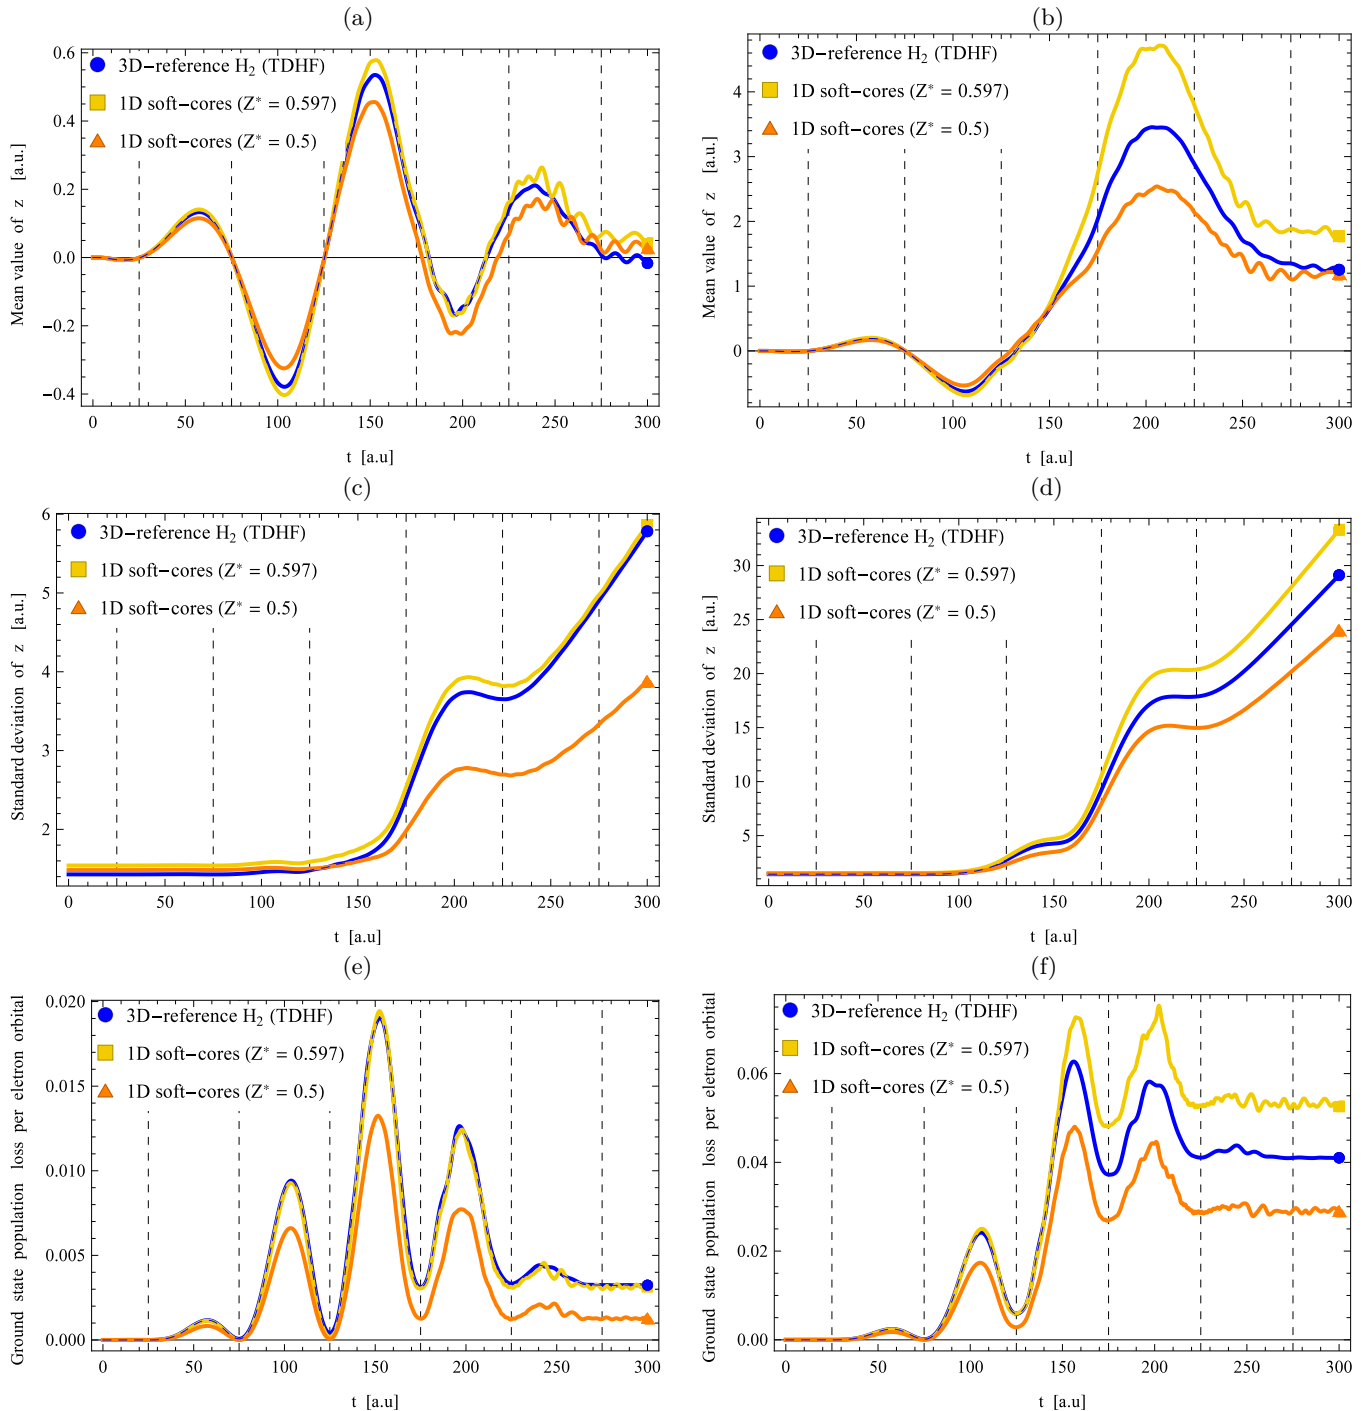 (a)
0.6
0.4
0.2
0.0
−0.2
−0.4
Mean value of z [a.u.]
3D−reference H2 (TDHF)
1D soft−cores (Z* = 0.597)
1D soft−cores (Z* = 0.5)
0 50 100 150 200 250 300
t [a.u]
(b)
4
3
2
1
0
Mean value of z [a.u.]
3D−reference H2 (TDHF)
1D soft−cores (Z* = 0.597)
1D soft−cores (Z* = 0.5)
0 50 100 150 200 250 300
t [a.u]
(c)
6
5
4
3
2
Standard deviation of z [a.u.]
3D−reference H2 (TDHF)
1D soft−cores (Z* = 0.597)
1D soft−cores (Z* = 0.5)
0 50 100 150 200 250 300
t [a.u]
(d)
30
25
20
15
10
5
Standard deviation of z [a.u.]
3D−reference H2 (TDHF)
1D soft−cores (Z* = 0.597)
1D soft−cores (Z* = 0.5)
0 50 100 150 200 250 300
t [a.u]
(e)
0.020
0.015
0.010
0.005
0.000
Ground state population loss per eletron orbital
3D−reference H2 (TDHF)
1D soft−cores (Z* = 0.597)
1D soft−cores (Z* = 0.5)
0 50 100 150 200 250 300
t [a.u]
(f)
0.06
0.04
0.02
0.00
Ground state population loss per eletron orbital
3D−reference H2 (TDHF)
1D soft−cores (Z* = 0.597)
1D soft−cores (Z* = 0.5)
0 50 100 150 200 250 300
t [a.u]